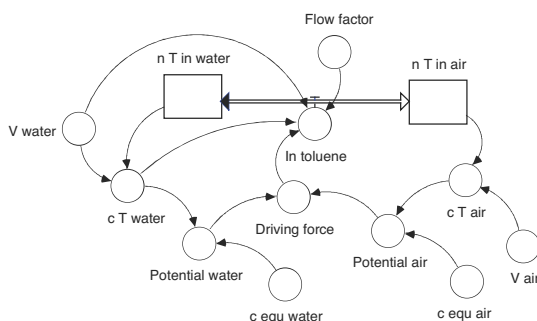 Flow factor
n T in water
n T in air
V water
In toluene
c T water
c T air
Driving force
Potential water
Potential air
V air
c equ water
c equ air